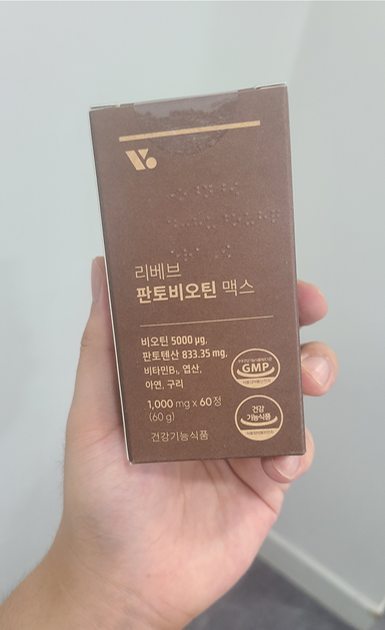 리베브
판토비오틴 맥스
비오틴 5000 μg,
판토텐산 833.35 mg,
비타민B₁, 엽산,
아연, 구리
1,000 mg x 60정
(60 g)
건강기능식품
GMP
건강
기능식품